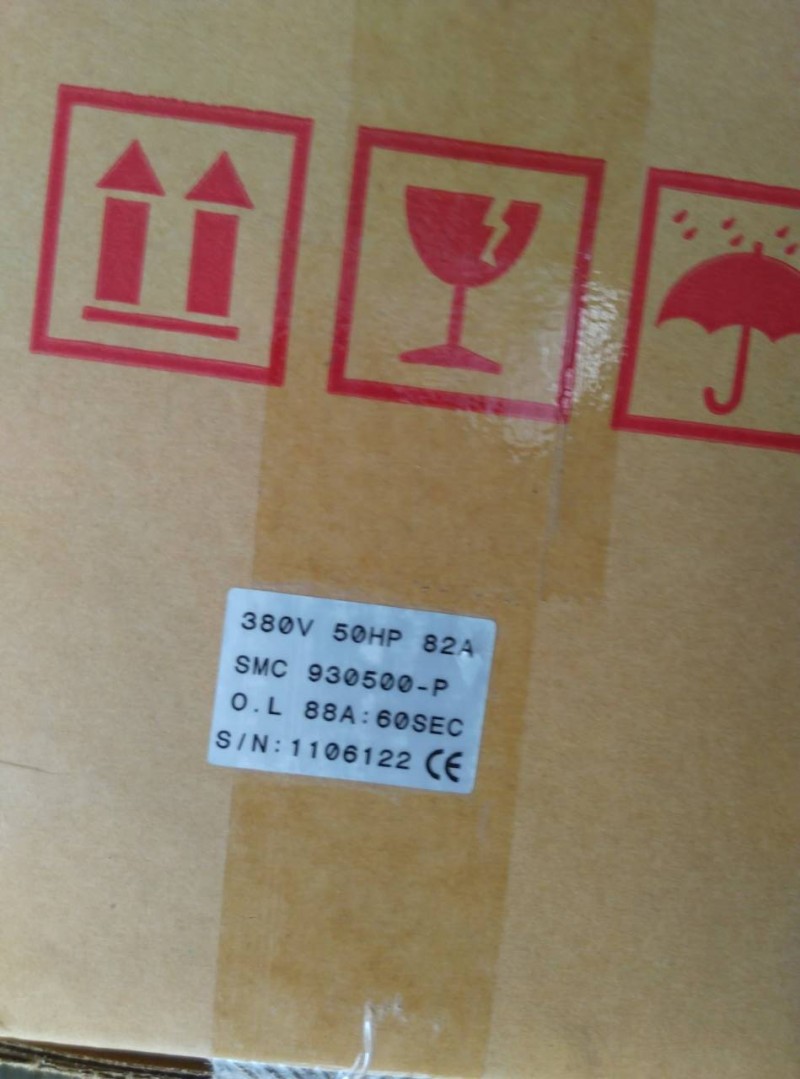 380V 50HP 82A
SMC 930500-P
O.L 88A:60SEC
S/N:1106122 CE